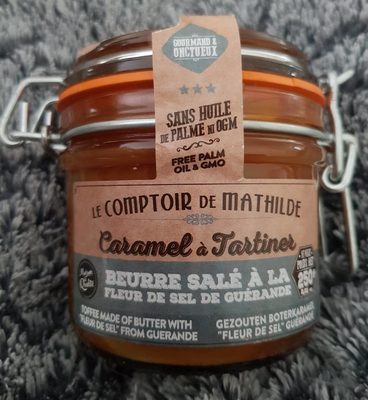 GOURMAND &
ONCTUEUX
SANS HUILE
DE PALME NI OGM
FREE PALM
OIL & GMO
LE COMPTOIR DE MATHILDE
Caramel à Tartiner
BEURRE SALÉ À LA
FLEUR DE SEL DE GUÉRANDE
250
TOFFEE MADE OF BUTTER WITH
"FLEUR DE SEL" FROM GUERANDE
GEZOUTEN BOTERKARAMEL
"FLEUR DE SEL" GUÉRANDE